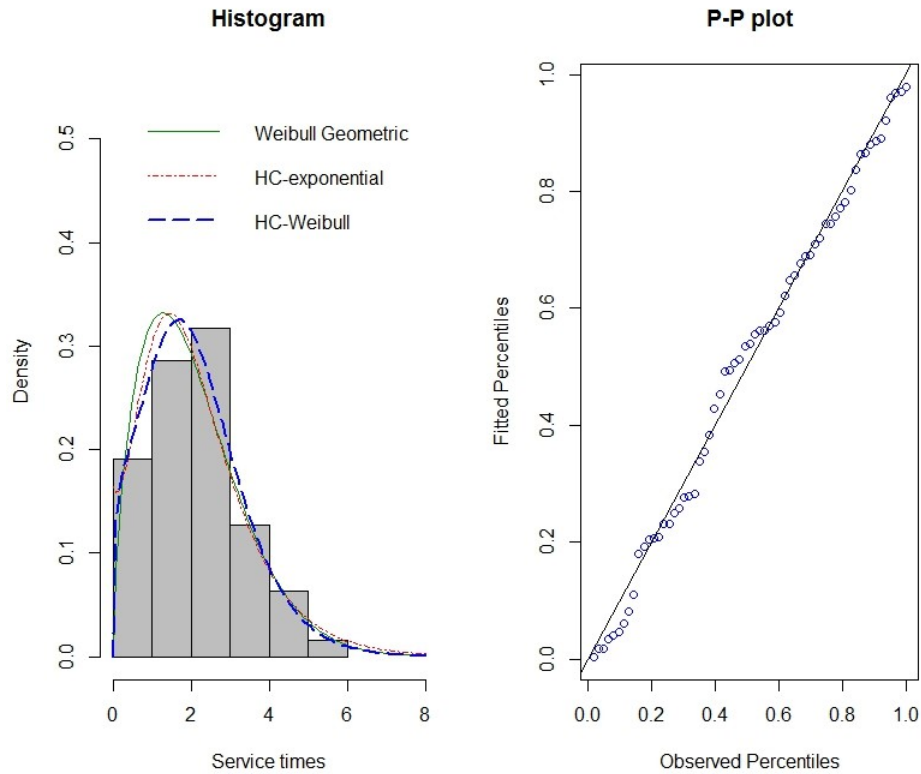 Histogram
Weibull Geometric
HC-exponential
HC-Weibull
Density
0.0
0.1
0.2
0.3
0.4
0.5
0
2
4
6
8
Service times
P-P plot
Fitted Percentiles
0.0
0.2
0.4
0.6
0.8
1.0
0.0
0.2
0.4
0.6
0.8
1.0
Observed Percentiles